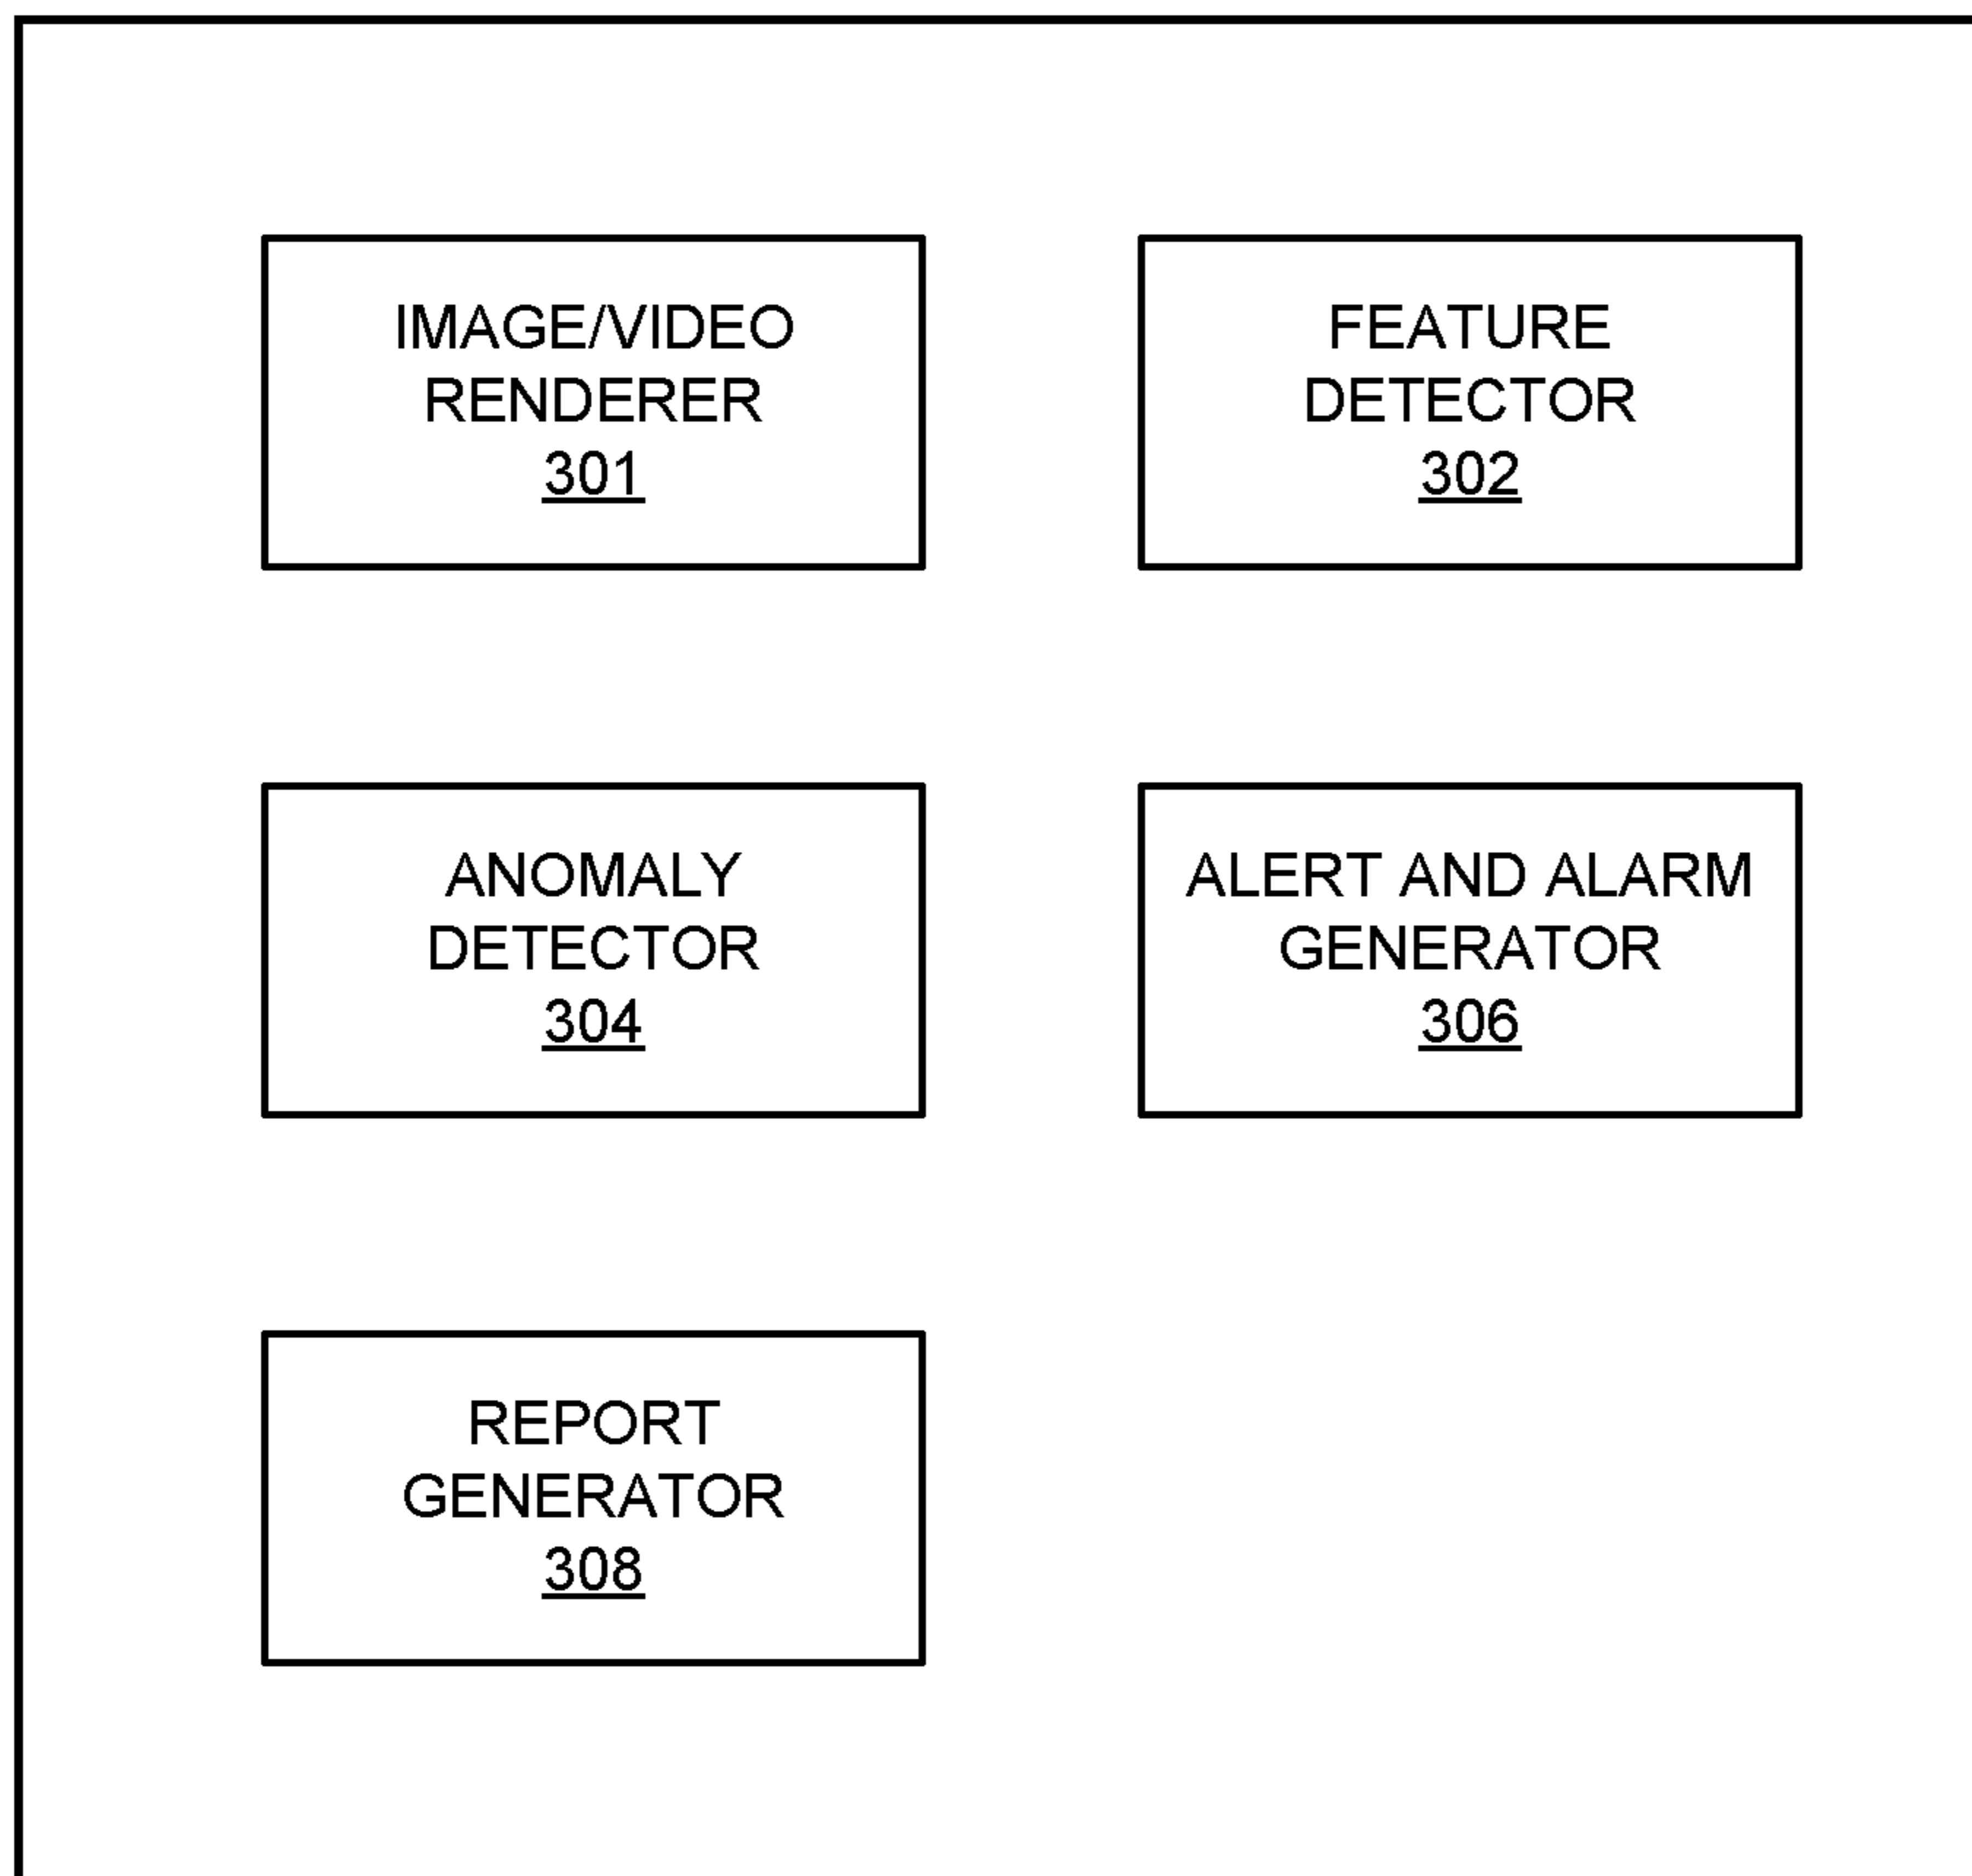 IMAGE/VIDEO
RENDERER
301
FEATURE
DETECTOR
302
ANOMALY
DETECTOR
304
ALERT AND ALARM
GENERATOR
306
REPORT
GENERATOR
308